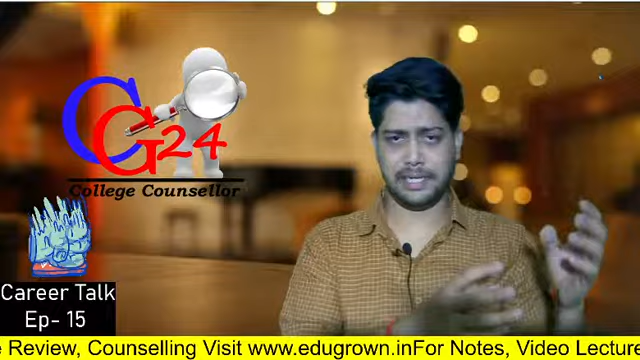 CG24
College Counsellor
Career Talk
Ep- 15
e Review, Counselling Visit www.edugrown.inFor Notes, Video Lecture